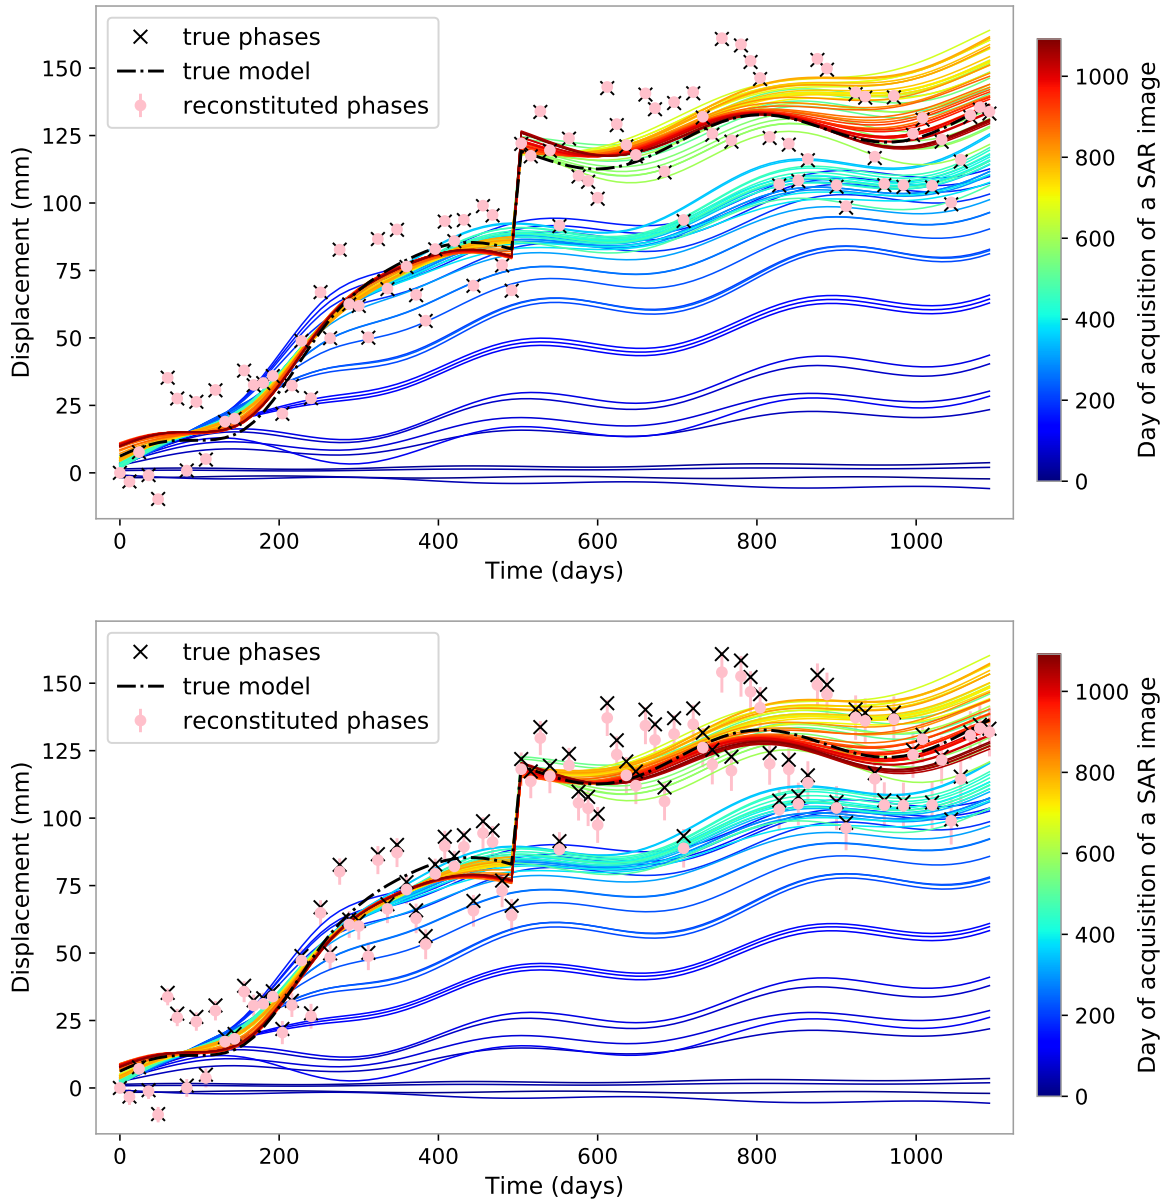 true phases
true model
reconstituted phases
150
125
100
75
50
25
0
Displacement (mm)
0 200 400 600 800 1000
Time (days)
1000
800
600
400
200
0
Day of acquisition of a SAR image
true phases
true model
reconstituted phases
150
125
100
75
50
25
0
Displacement (mm)
0 200 400 600 800 1000
Time (days)
1000
800
600
400
200
0
Day of acquisition of a SAR image